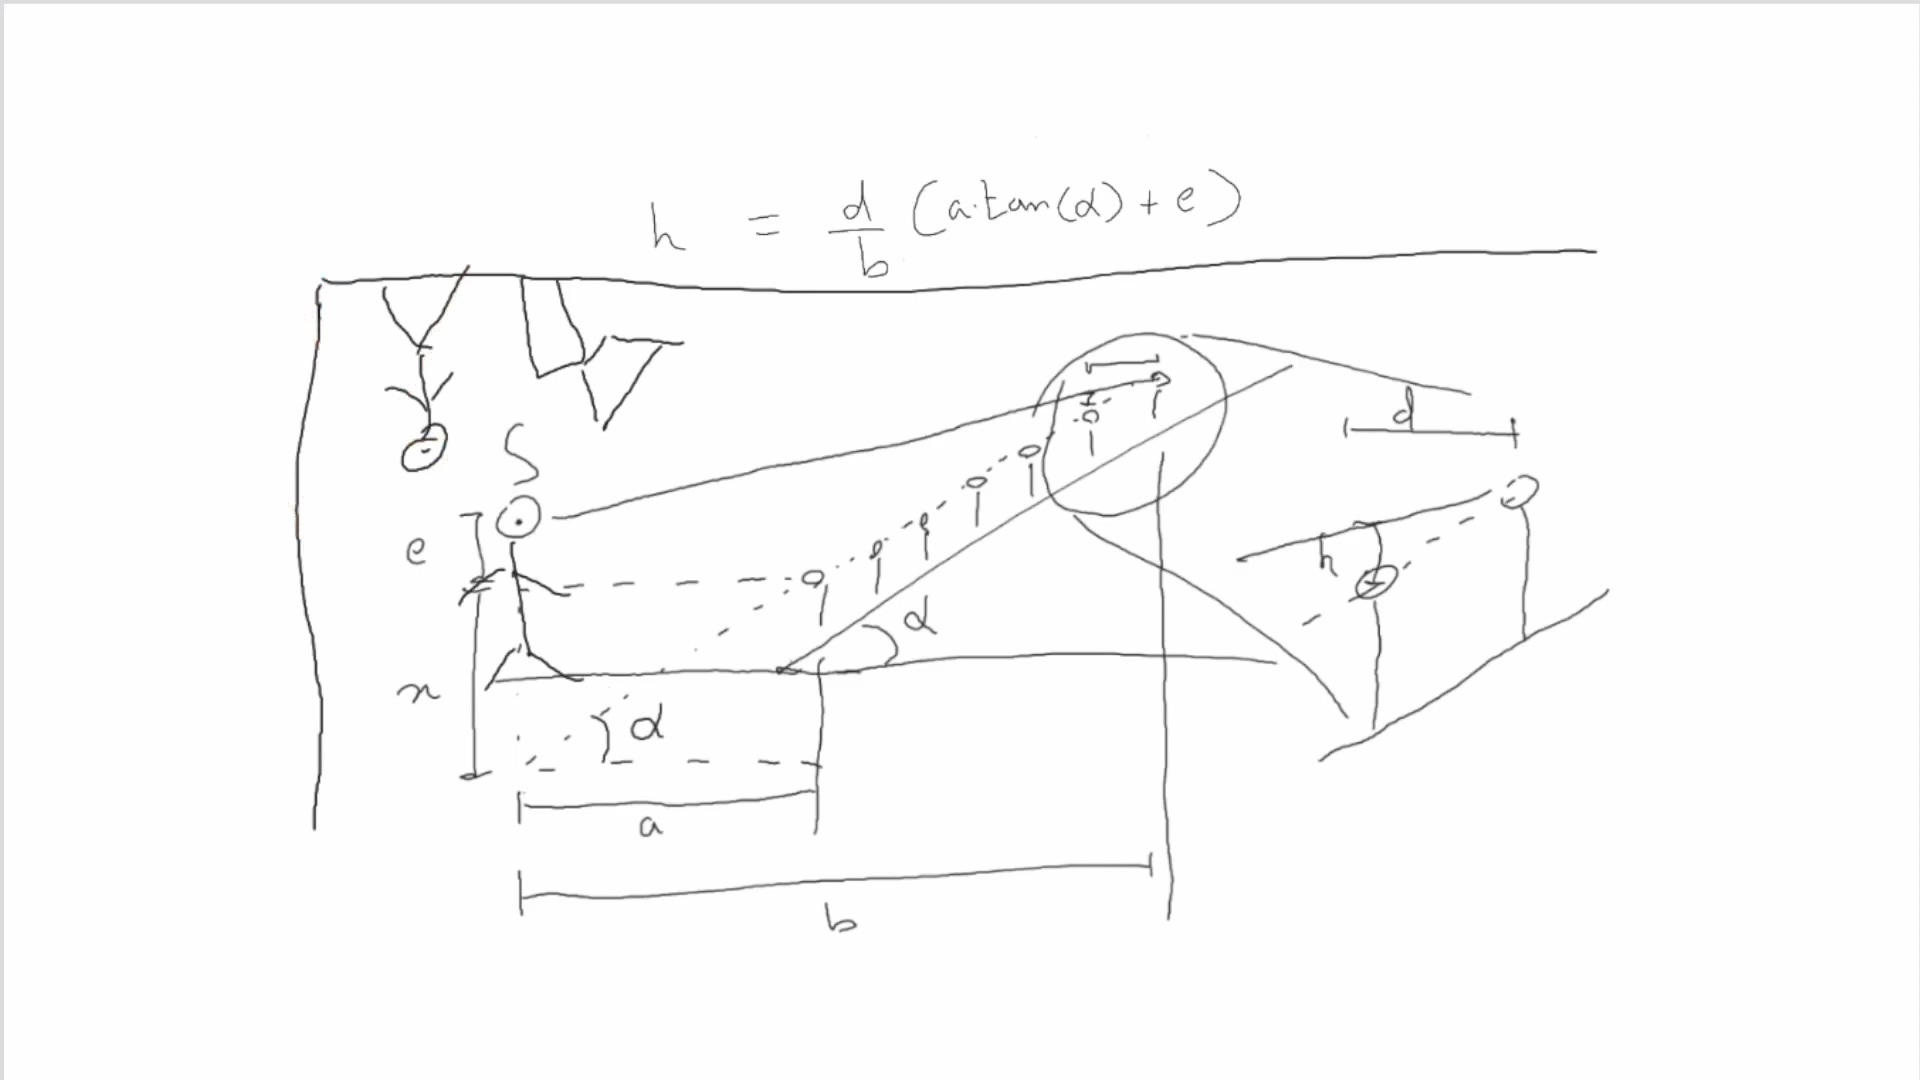 h = d/b (a·tan(α) + e)
S
d
e
h
α
x
α
a
b